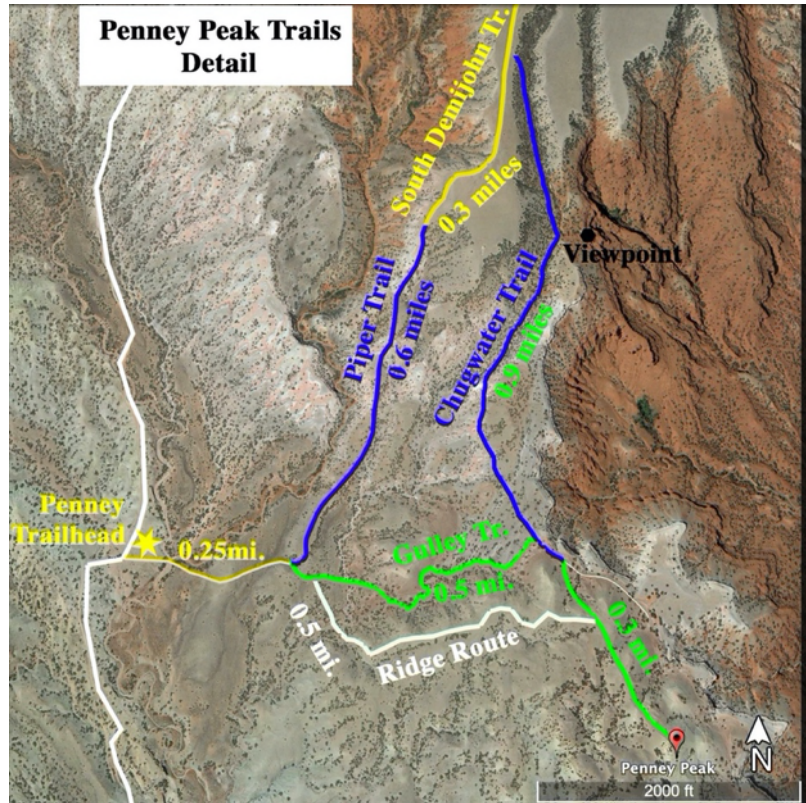 Penney Peak Trails
Detail
South Demijohn Tr.
0.3 miles
Viewpoint
Piper Trail
0.6 miles
Chugwater Trail
0.9 miles
Penney
Trailhead
0.25mi.
Gulley Tr.
0.5 mi.
0.5 mi.
Ridge Route
0.3 mi.
Penney Peak
N
2000 ft